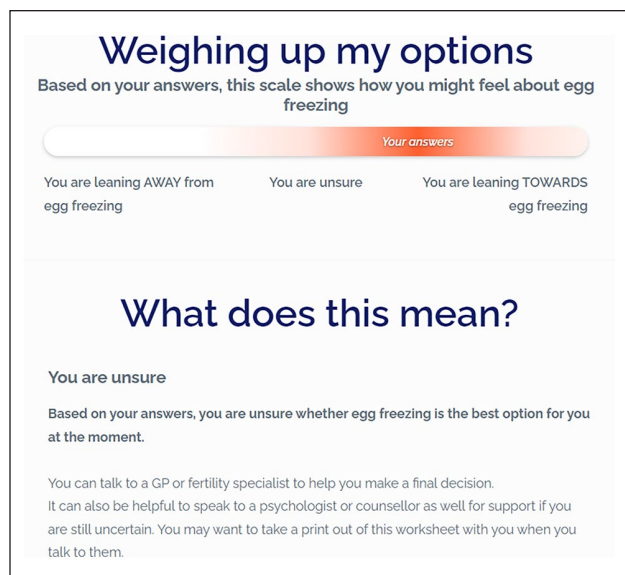 Weighing up my options
Based on your answers, this scale shows how you might feel about egg
freezing
Your answers
You are leaning AWAY from
egg freezing
You are unsure
You are leaning TOWARDS
egg freezing
What does this mean?
You are unsure
Based on your answers, you are unsure whether egg freezing is the best option for you
at the moment.
You can talk to a GP or fertility specialist to help you make a final decision.
It can also be helpful to speak to a psychologist or counsellor as well for support if you
are still uncertain. You may want to take a print out of this worksheet with you when you
talk to them.